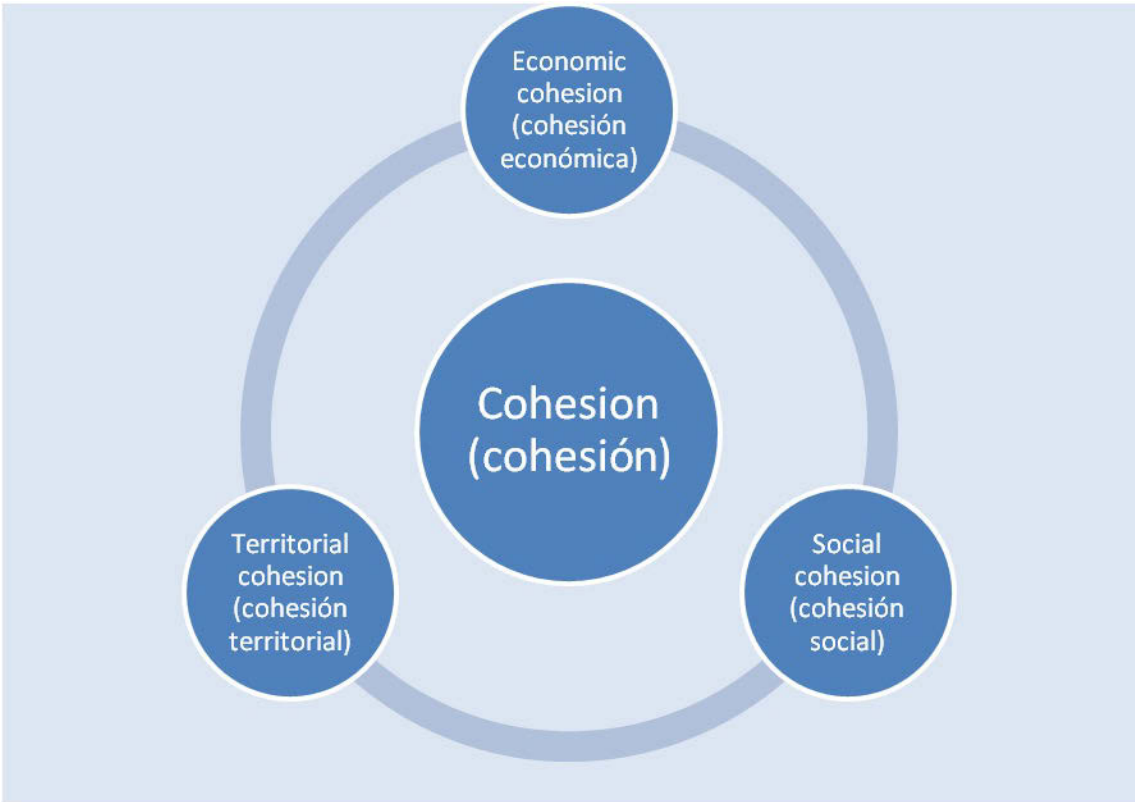 Economic
cohesion
(cohesión
económica)
Cohesion
(cohesión)
Territorial
cohesion
(cohesión
territorial)
Social
cohesion
(cohesión
social)